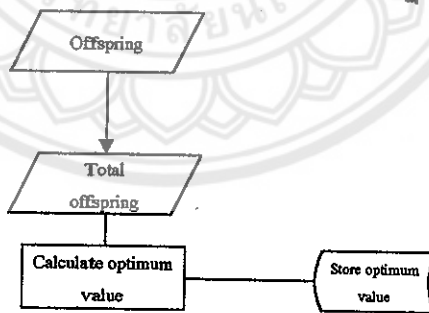 Offspring
Total
offspring
Calculate optimum
value
Store optimum
value